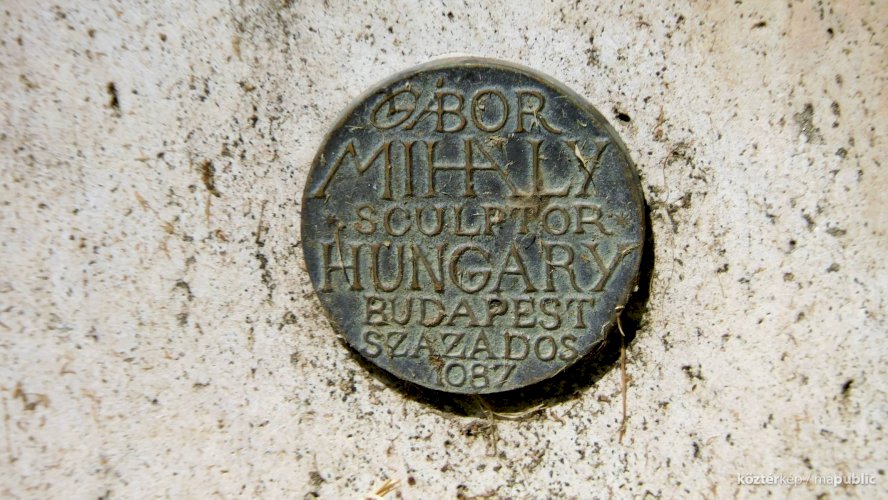 GÁBOR
MIHÁLY
SCULPTOR
HUNGARY
BUDAPEST
SZÁZADOS
1087
köztérkép / mapublic